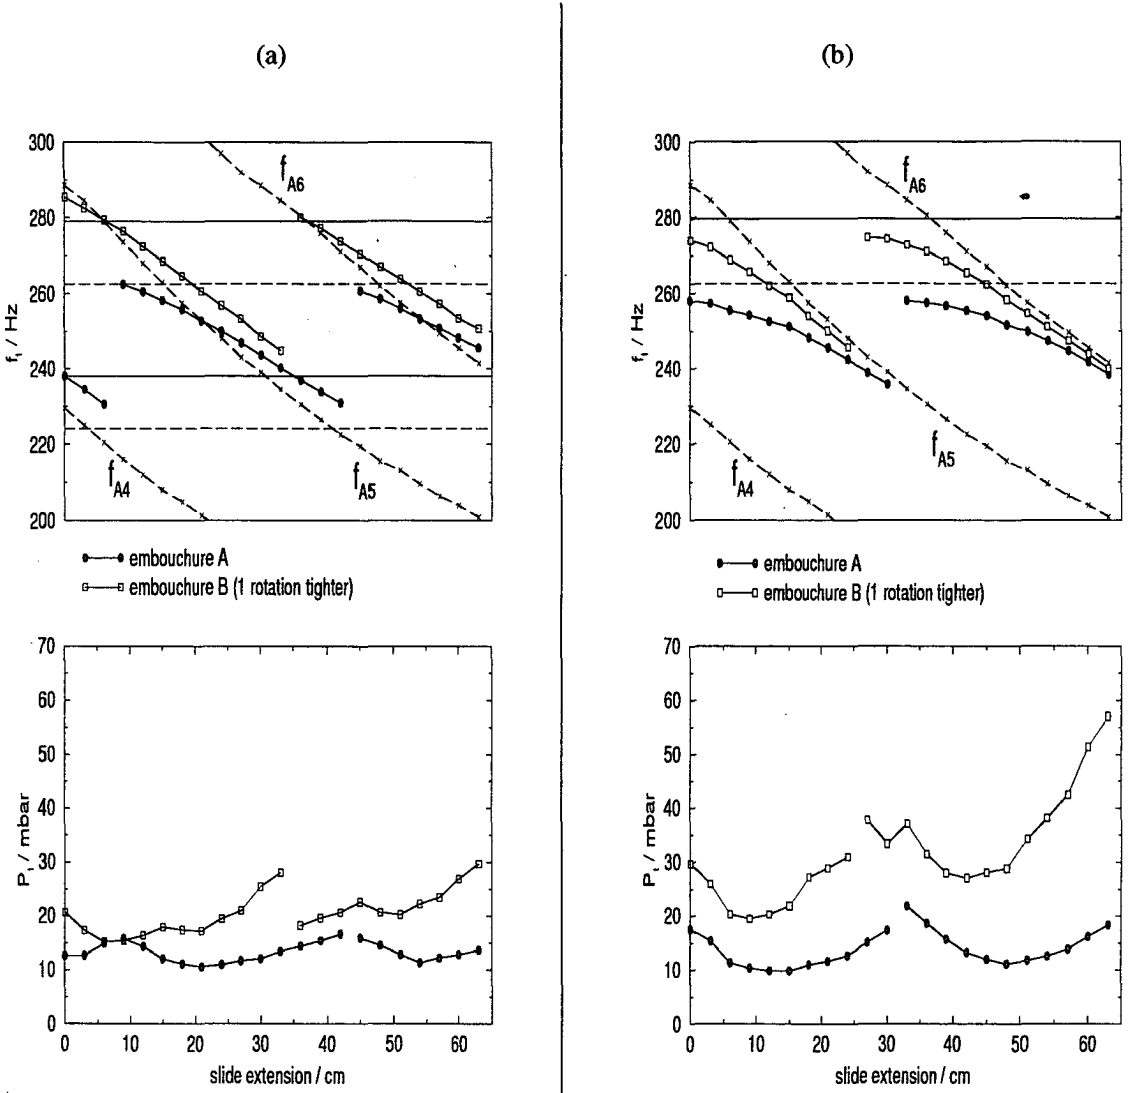 (a)
300
280
260
240
220
200
f_t / Hz
f_A6
f_A4
f_A5
embouchure A
embouchure B (1 rotation tighter)
70
60
50
40
30
20
10
0
P_t / mbar
0 10 20 30 40 50 60
slide extension / cm
(b)
300
280
260
240
220
200
f_t / Hz
f_A6
f_A5
f_A4
embouchure A
embouchure B (1 rotation tighter)
70
60
50
40
30
20
10
0
P_t / mbar
0 10 20 30 40 50 60
slide extension / cm